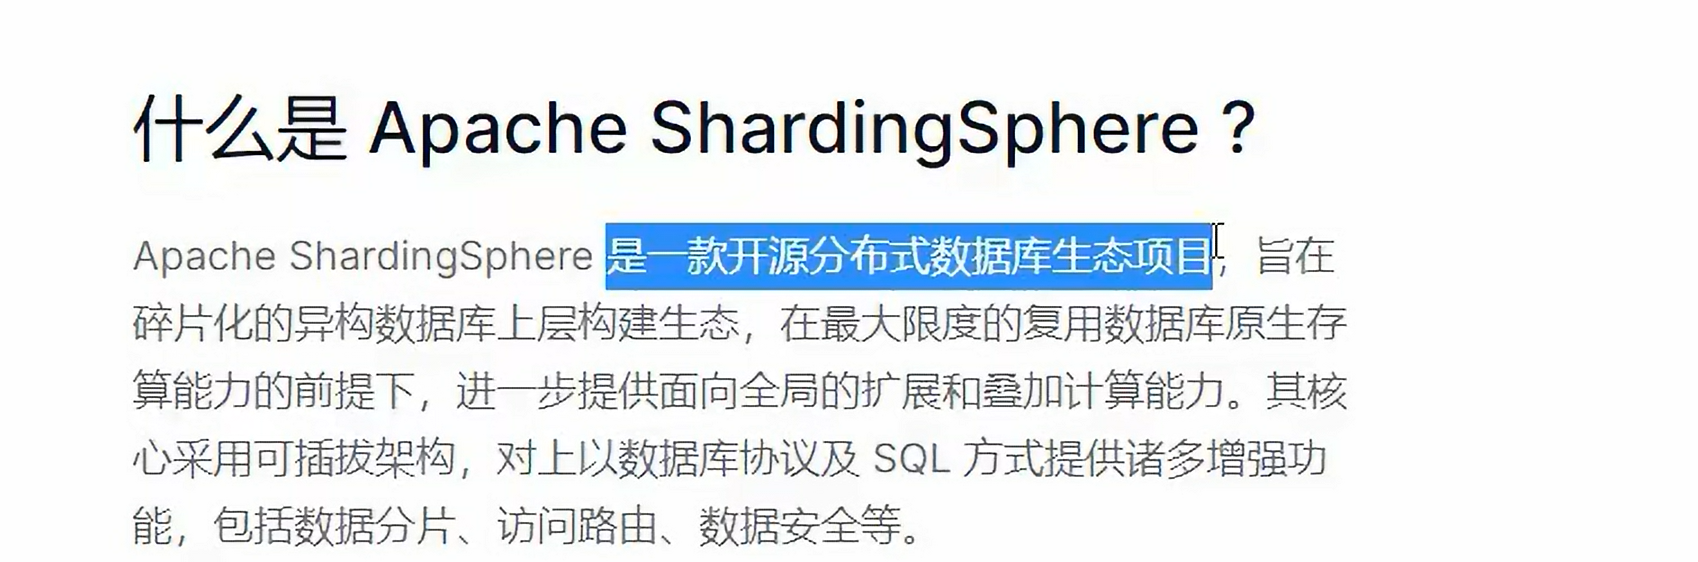 什么是 Apache ShardingSphere ?
Apache ShardingSphere 是一款开源分布式数据库生态项目，旨在
碎片化的异构数据库上层构建生态，在最大限度的复用数据库原生存
算能力的前提下，进一步提供面向全局的扩展和叠加计算能力。其核
心采用可插拔架构，对上以数据库协议及 SQL 方式提供诸多增强功
能，包括数据分片、访问路由、数据安全等。